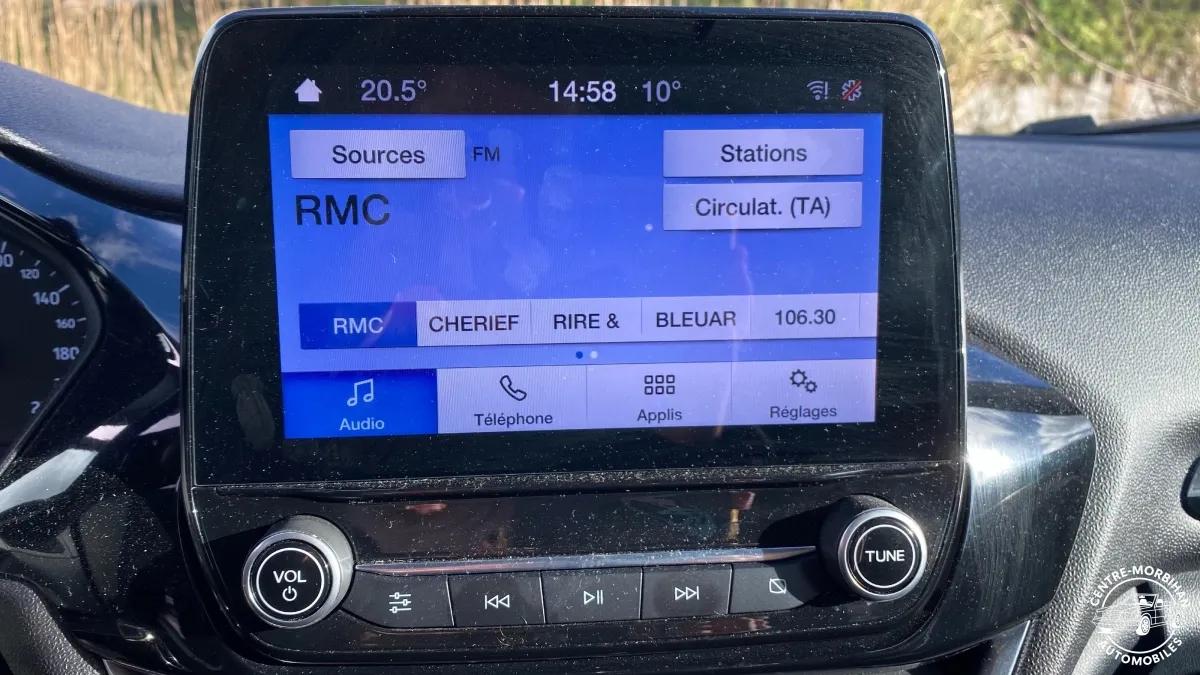 20.5° 14:58 10°
Sources FM Stations
RMC Circulat. (TA)
RMC CHERIEF RIRE & BLEUAR 106.30
Audio Téléphone Applis Réglages
120
140
160
180
VOL TUNE
CENTRE-MORBIHAN
AUTOMOBILES